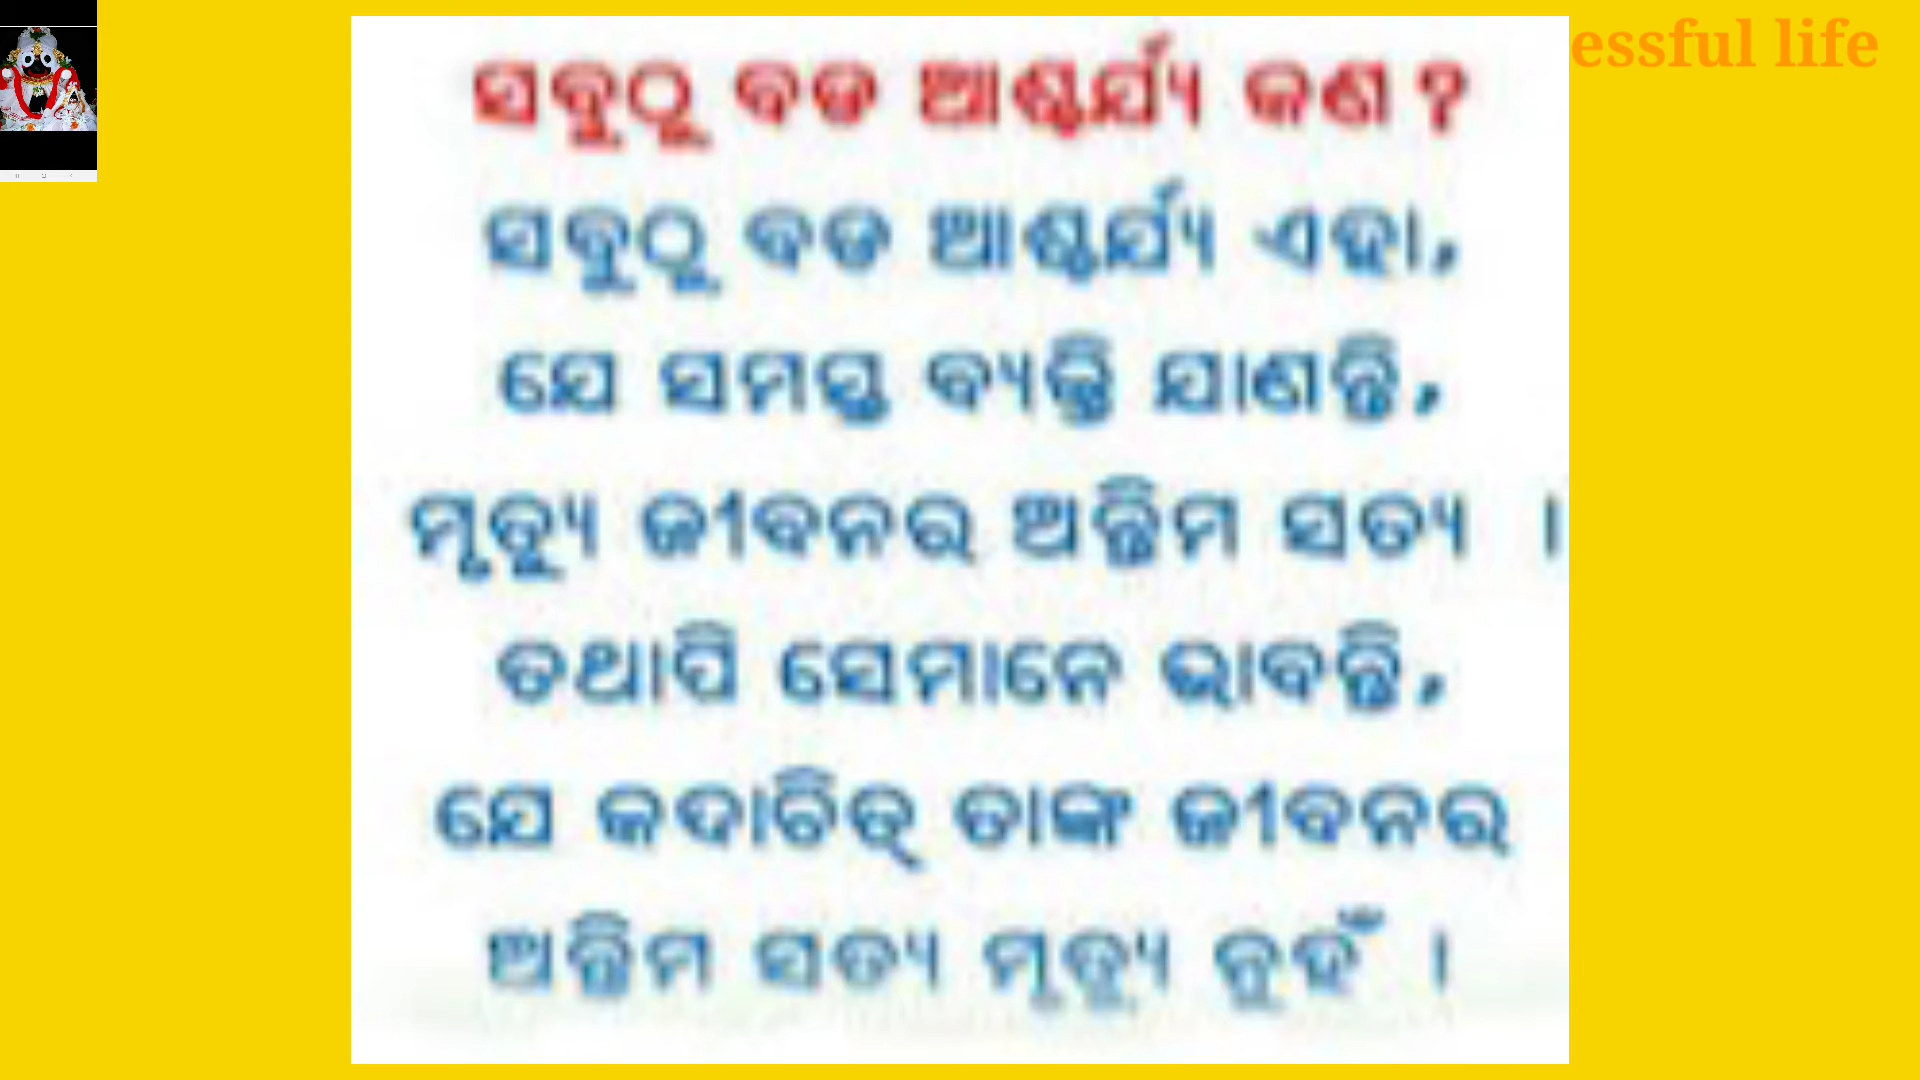 essful life
ସବୁଠୁ ବଡ ଆଶ୍ଚର୍ଯ୍ୟ କଣ ?
ସବୁଠୁ ବଡ ଆଶ୍ଚର୍ଯ୍ୟ ଏହା,
ଯେ ସମସ୍ତ ବ୍ୟକ୍ତି ଯାଣନ୍ତି,
ମୃତ୍ୟୁ ଜୀବନର ଅନ୍ତିମ ସତ୍ୟ ।
ତଥାପି ସେମାନେ ଭାବନ୍ତି,
ଯେ କଦାଚିତ୍ ତାଙ୍କ ଜୀବନର
ଅନ୍ତିମ ସତ୍ୟ ମୃତ୍ୟୁ ନୁହଁ ।